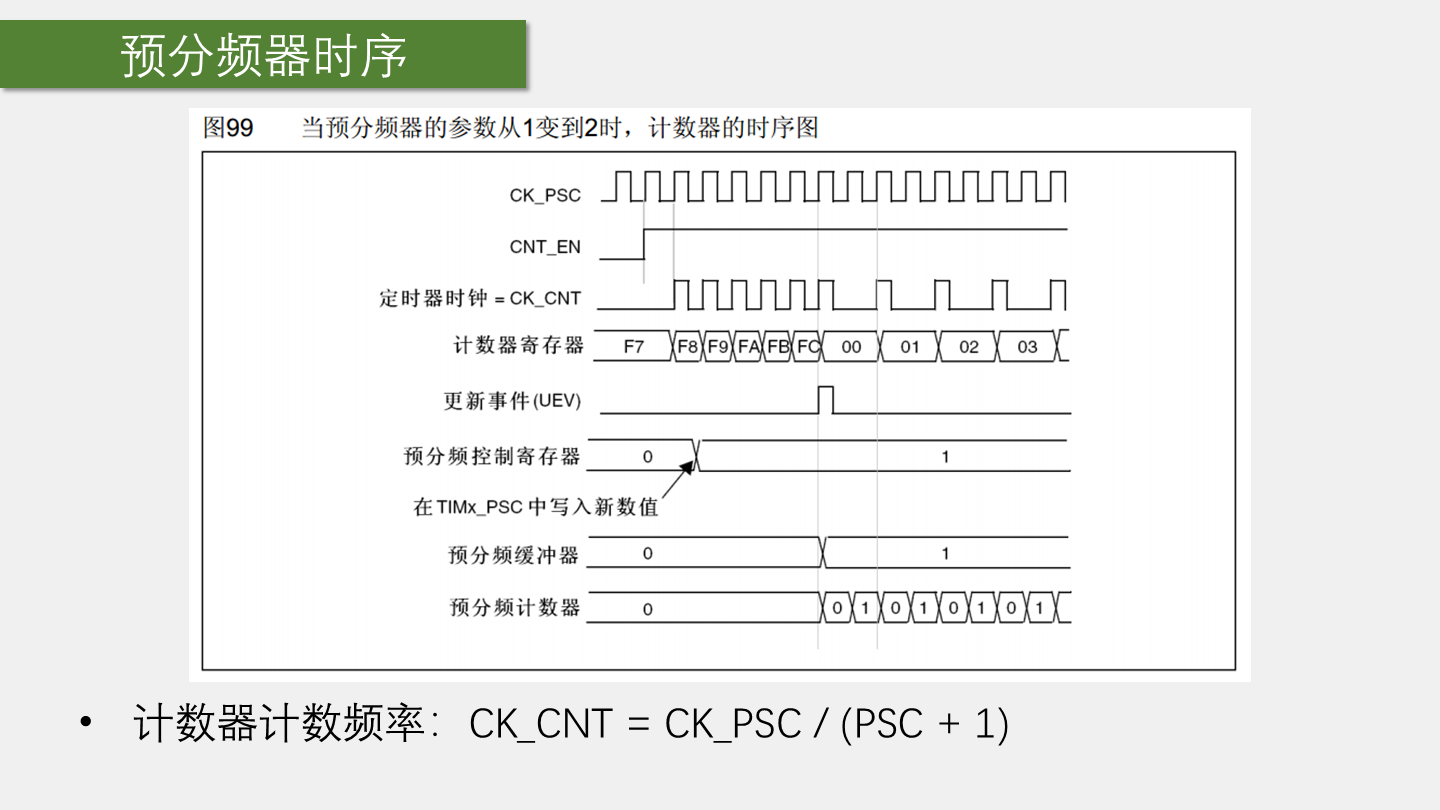 预分频器时序
图99 当预分频器的参数从1变到2时，计数器的时序图
CK_PSC
CNT_EN
定时器时钟 = CK_CNT
计数器寄存器 F7 F8 F9 FA FB FC 00 01 02 03
更新事件(UEV)
预分频控制寄存器 0 1
在TIMx_PSC中写入新数值
预分频缓冲器 0 1
预分频计数器 0 0 1 0 1 0 1 0 1
• 计数器计数频率：CK_CNT = CK_PSC / (PSC + 1)